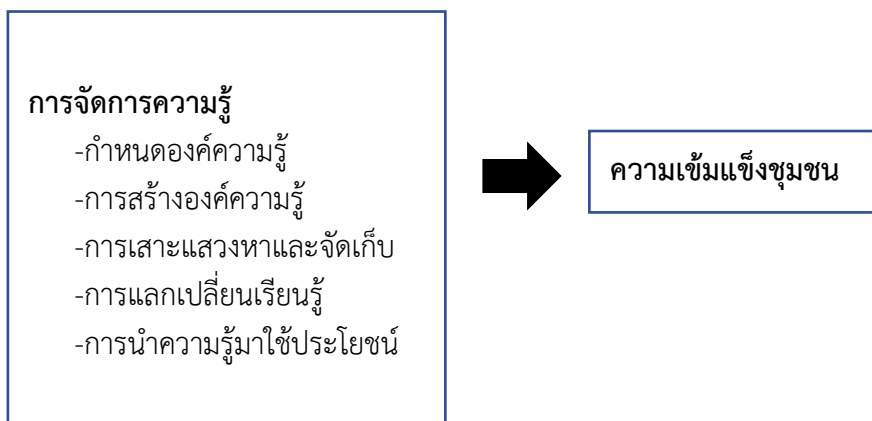 การจัดการความรู้
-กำหนดองค์ความรู้
-การสร้างองค์ความรู้
-การเสาะแสวงหาและจัดเก็บ
-การแลกเปลี่ยนเรียนรู้
-การนำความรู้มาใช้ประโยชน์
ความเข้มแข็งชุมชน